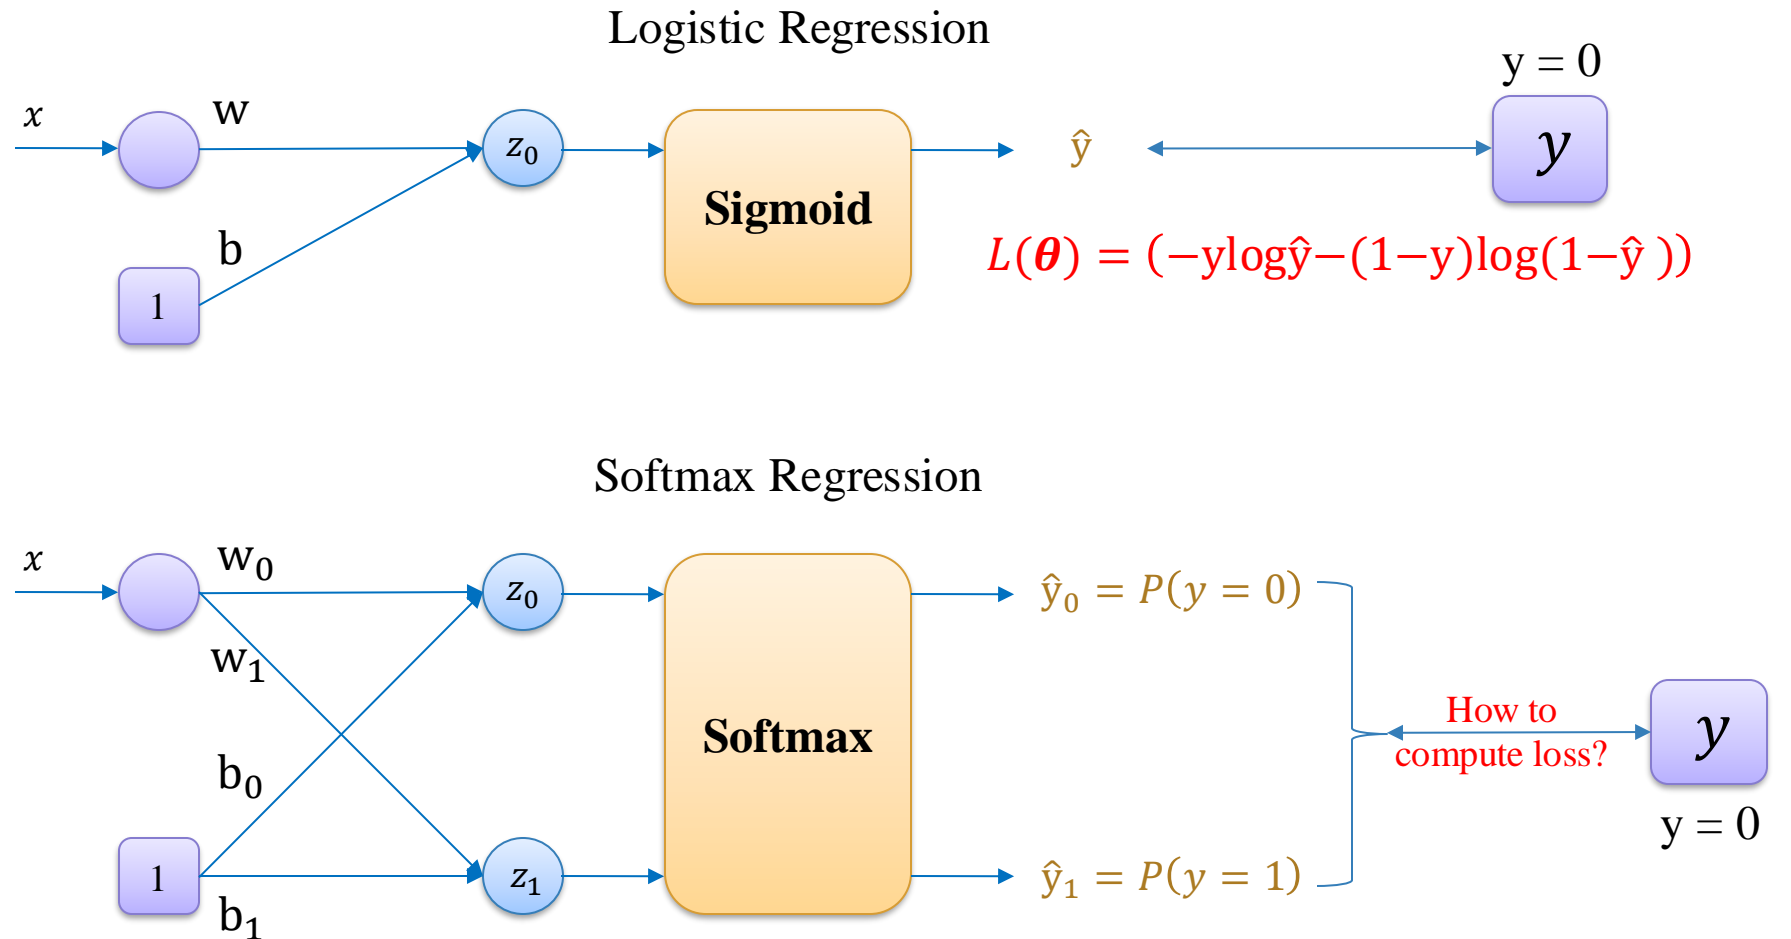 Logistic Regression
y = 0
x
w
z₀
ŷ
y
Sigmoid
b
L(θ) = (−ylogŷ−(1−y)log(1−ŷ ))
1
Softmax Regression
x
w₀
z₀
ŷ₀ = P(y = 0)
w₁
Softmax
How to
compute loss?
y
b₀
y = 0
1
z₁
ŷ₁ = P(y = 1)
b₁